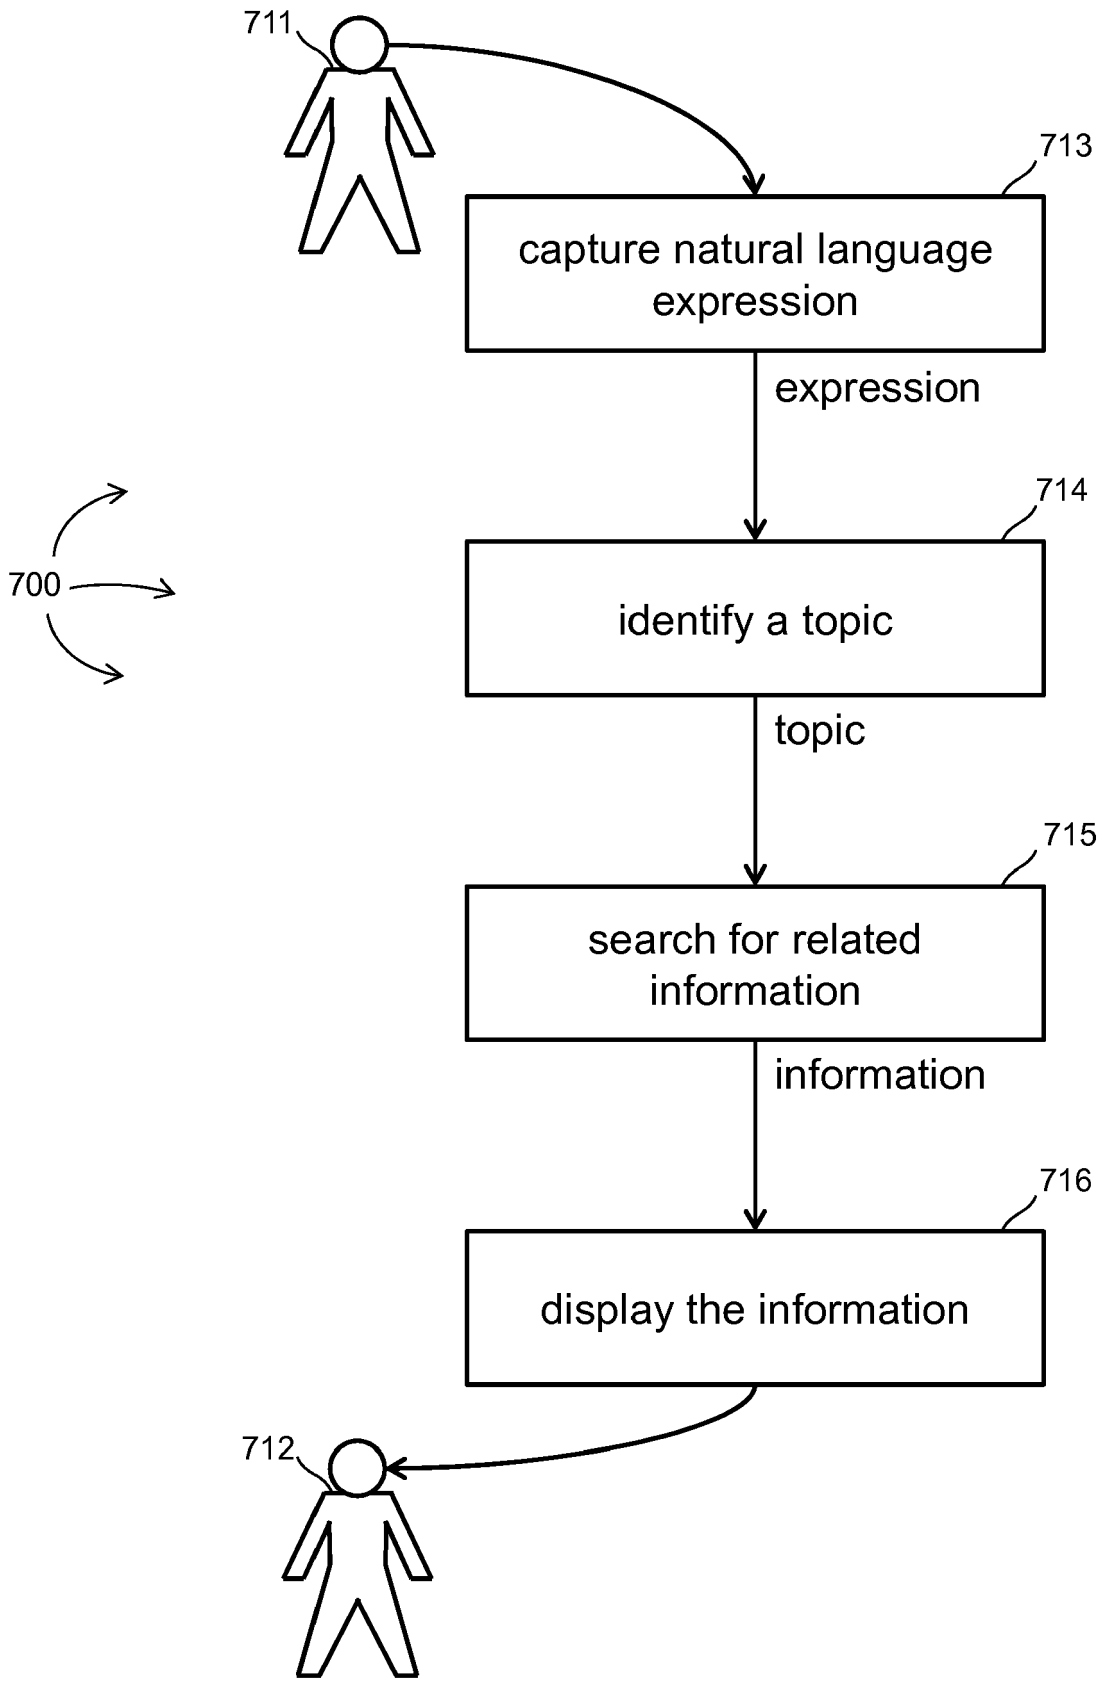 711
713
capture natural language
expression
expression
714
700
identify a topic
topic
715
search for related
information
information
716
display the information
712